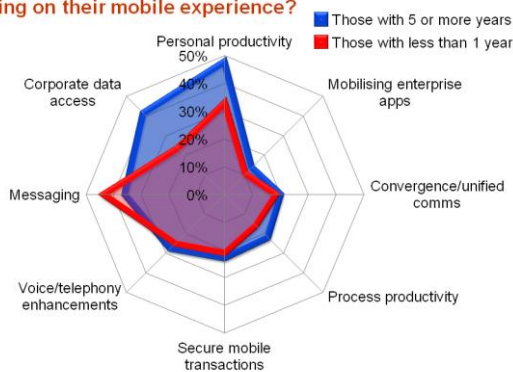 ing on their mobile experience?
Those with 5 or more years
Those with less than 1 year
Personal productivity
50%
40%
30%
20%
10%
0%
Corporate data
access
Mobilising enterprise
apps
Messaging
Convergence/unified
comms
Voice/telephony
enhancements
Process productivity
Secure mobile
transactions